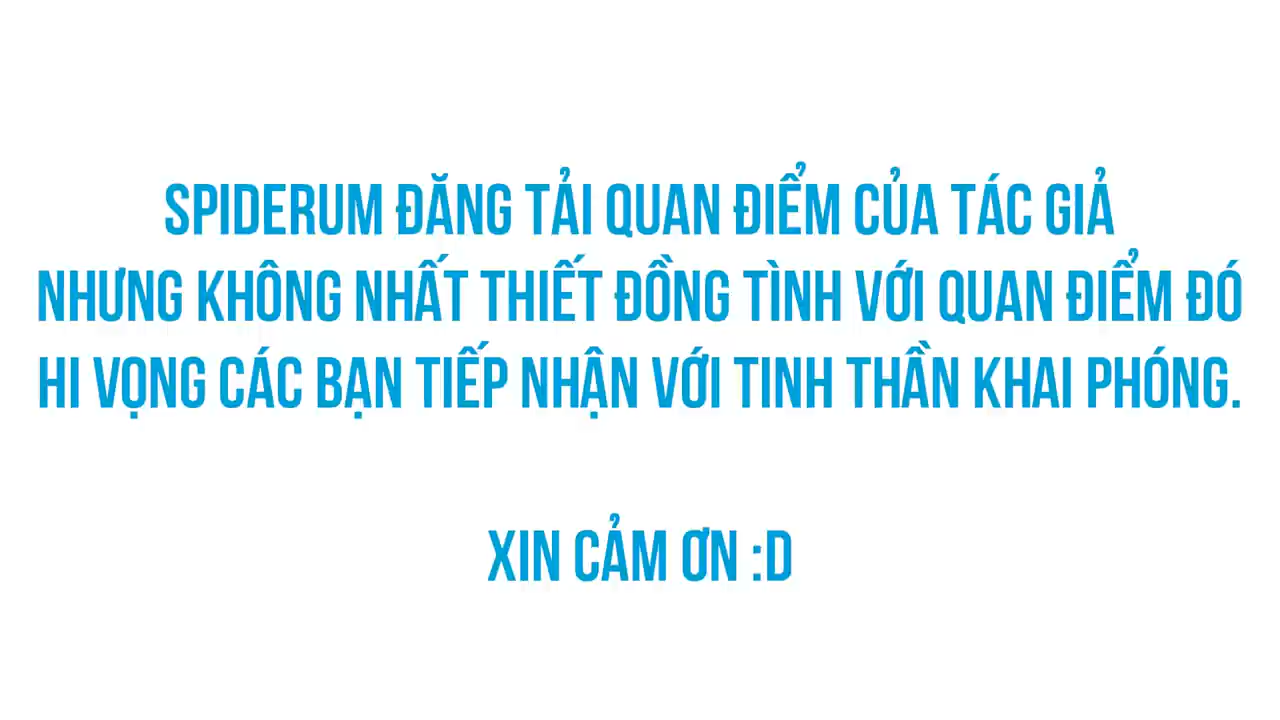 SPIDERUM ĐĂNG TẢI QUAN ĐIỂM CỦA TÁC GIẢ
NHƯNG KHÔNG NHẤT THIẾT ĐỒNG TÌNH VỚI QUAN ĐIỂM ĐÓ
HI VỌNG CÁC BẠN TIẾP NHẬN VỚI TINH THẦN KHAI PHÓNG.
XIN CẢM ƠN :D